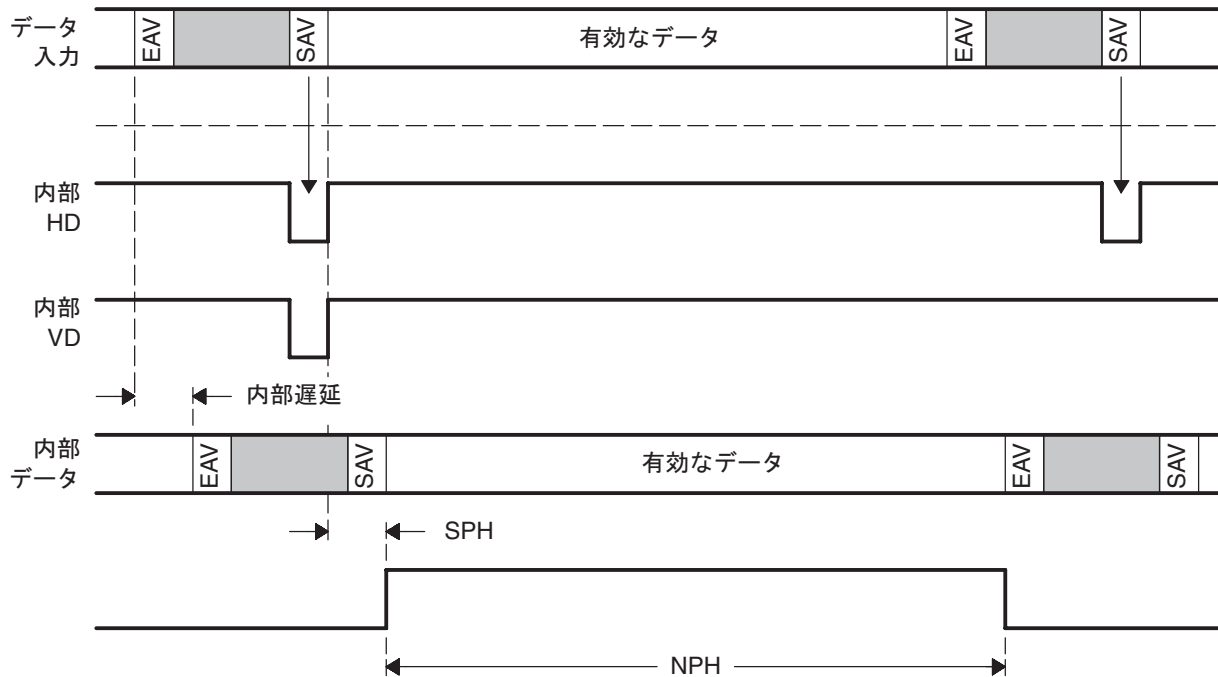 データ
入力
EAV
SAV
有効なデータ
EAV
SAV
内部
HD
内部
VD
内部遅延
内部
データ
EAV
SAV
有効なデータ
EAV
SAV
SPH
NPH